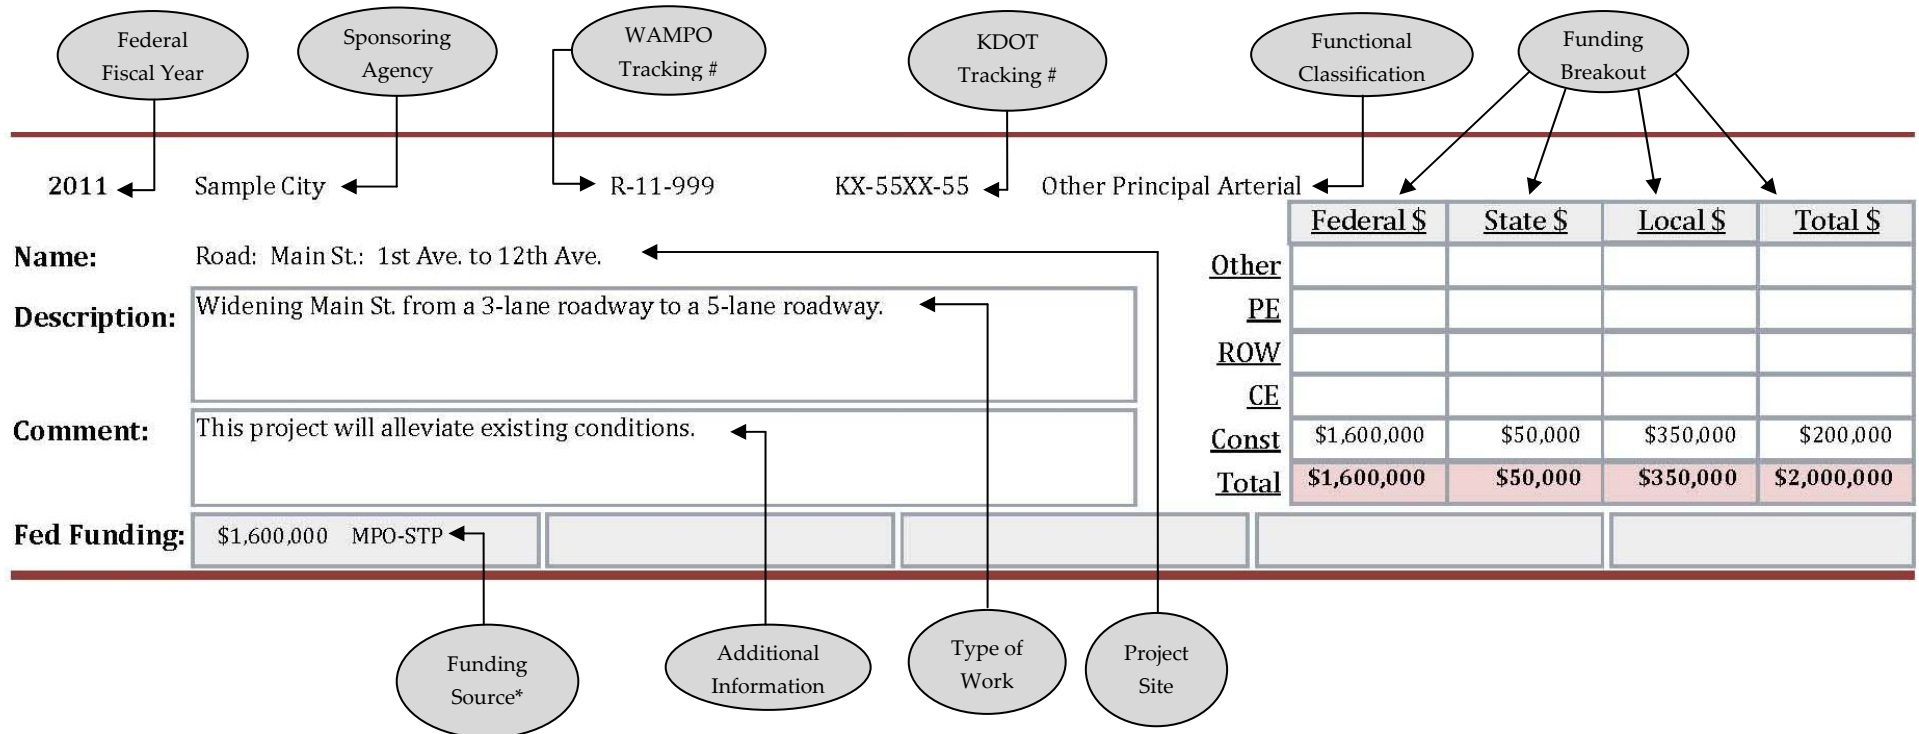 Federal
Fiscal Year
Sponsoring
Agency
WAMPO
Tracking #
KDOT
Tracking #
Functional
Classification
Funding
Breakout
2011 Sample City R-11-999 KX-55XX-55 Other Principal Arterial
Federal $ State $ Local $ Total $
Name: Road: Main St.: 1st Ave. to 12th Ave.
Other
Description: Widening Main St. from a 3-lane roadway to a 5-lane roadway.
PE
ROW
CE
Comment: This project will alleviate existing conditions.
Const $1,600,000 $50,000 $350,000 $200,000
Total $1,600,000 $50,000 $350,000 $2,000,000
Fed Funding: $1,600,000 MPO-STP
Funding
Source*
Additional
Information
Type of
Work
Project
Site